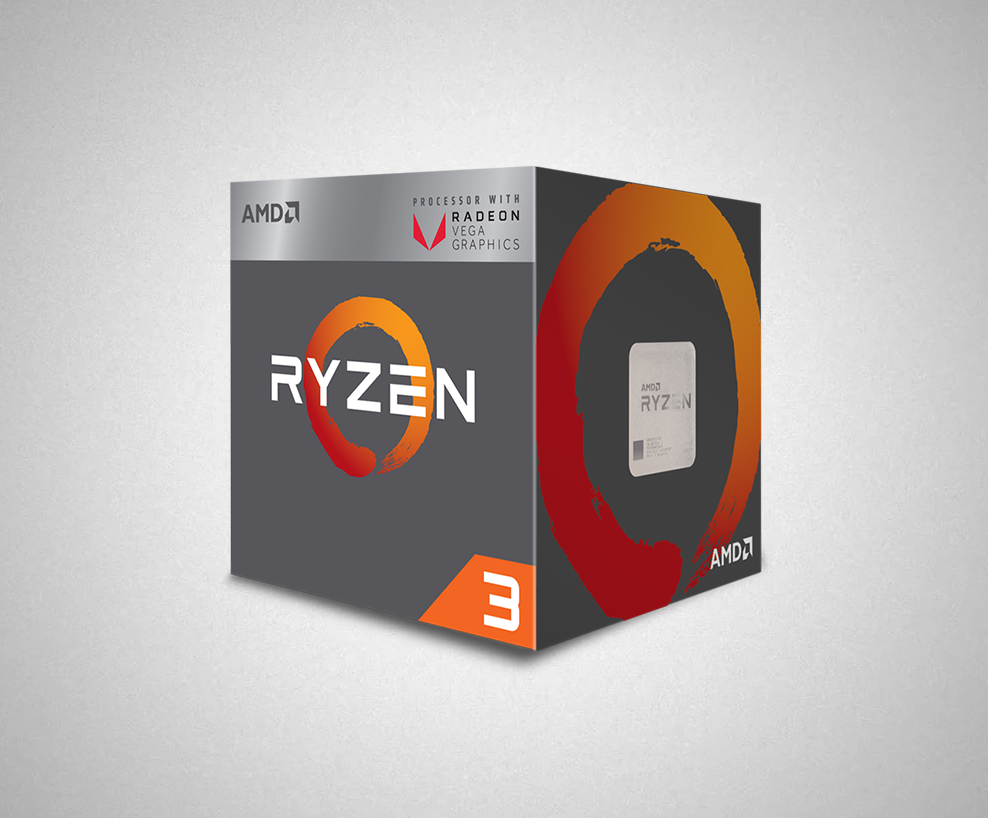 AMD
PROCESSOR WITH
RADEON
VEGA
GRAPHICS
RYZEN
3
AMD
RYZEN
AMD